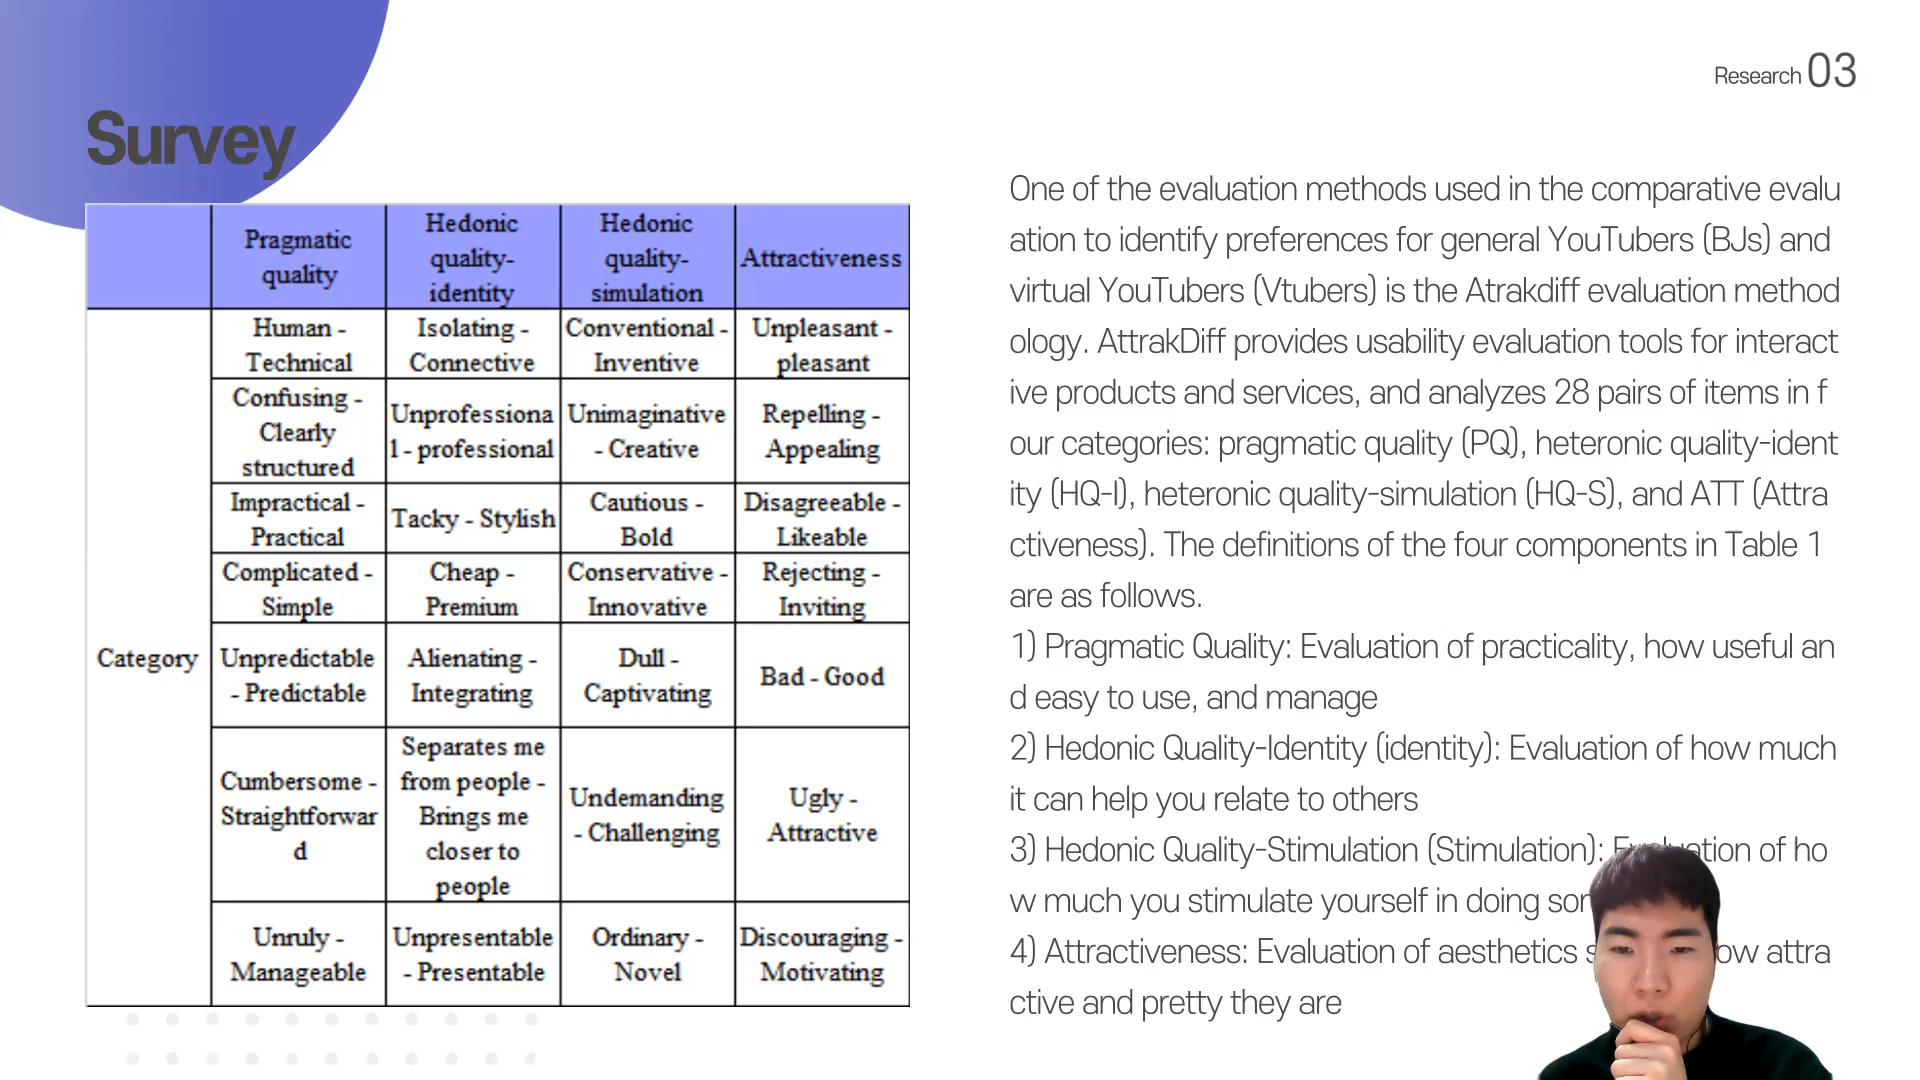 Research 03
Survey
Pragmatic
quality
Hedonic
quality-
identity
Hedonic
quality-
simulation
Attractiveness
Category
Human -
Technical
Isolating -
Connective
Conventional -
Inventive
Unpleasant -
pleasant
Confusing -
Clearly
structured
Unprofessiona
l - professional
Unimaginative
- Creative
Repelling -
Appealing
Impractical -
Practical
Tacky - Stylish
Cautious -
Bold
Disagreeable -
Likeable
Complicated -
Simple
Cheap -
Premium
Conservative -
Innovative
Rejecting -
Inviting
Unpredictable
- Predictable
Alienating -
Integrating
Dull -
Captivating
Bad - Good
Cumbersome -
Straightforwar
d
Separates me
from people -
Brings me
closer to
people
Undemanding
- Challenging
Ugly -
Attractive
Unruly -
Manageable
Unpresentable
- Presentable
Ordinary -
Novel
Discouraging -
Motivating
One of the evaluation methods used in the comparative evalu
ation to identify preferences for general YouTubers (BJs) and
virtual YouTubers (Vtubers) is the Atrakdiff evaluation method
ology. AttrakDiff provides usability evaluation tools for interact
ive products and services, and analyzes 28 pairs of items in f
our categories: pragmatic quality (PQ), heteronic quality-ident
ity (HQ-I), heteronic quality-simulation (HQ-S), and ATT (Attra
ctiveness). The definitions of the four components in Table 1
are as follows.
1) Pragmatic Quality: Evaluation of practicality, how useful an
d easy to use, and manage
2) Hedonic Quality-Identity (identity): Evaluation of how much
it can help you relate to others
3) Hedonic Quality-Stimulation (Stimulation): Evaluation of ho
w much you stimulate yourself in doing
4) Attractiveness: Evaluation of aesthetics attra
ctive and pretty they are